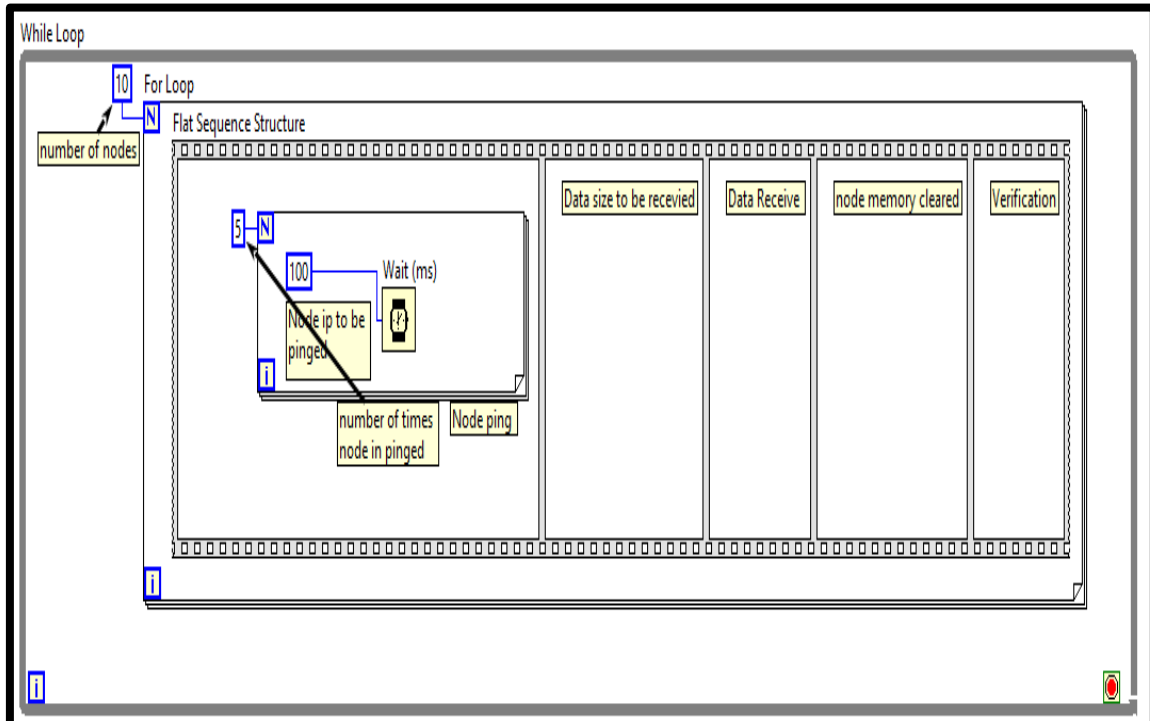 While Loop
10
For Loop
N
number of nodes
Flat Sequence Structure
5
N
100
Wait (ms)
Node ip to be
pinged
i
number of times
node in pinged
Node ping
Data size to be recevied
Data Receive
node memory cleared
Verification
i
i